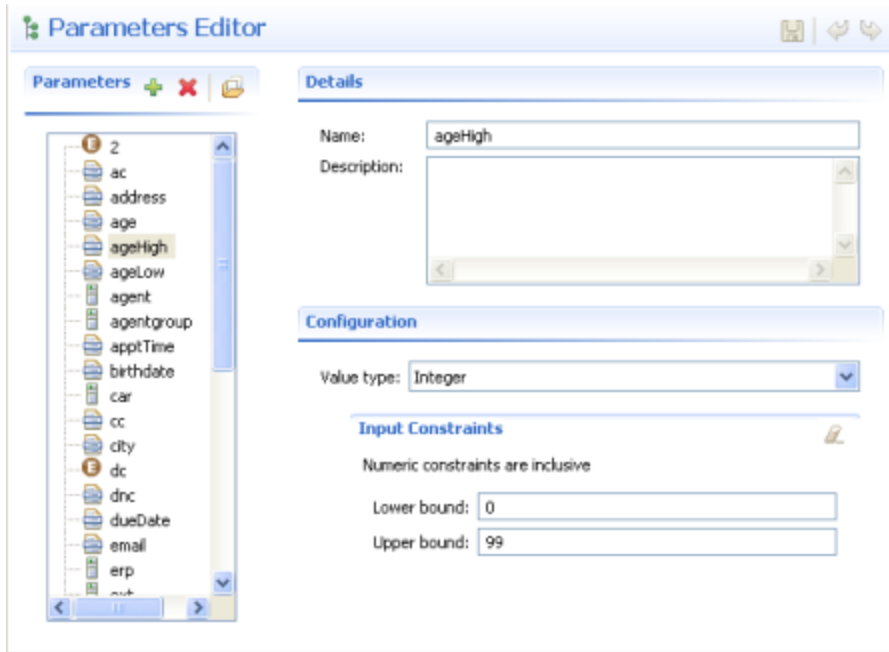 Parameters Editor
Parameters
2
ac
address
age
ageHigh
ageLow
agent
agentgroup
apptTime
birthdate
car
cc
city
dc
dnc
dueDate
email
erp
ext
Details
Name: ageHigh
Description:
Configuration
Value type: Integer
Input Constraints
Numeric constraints are inclusive
Lower bound: 0
Upper bound: 99